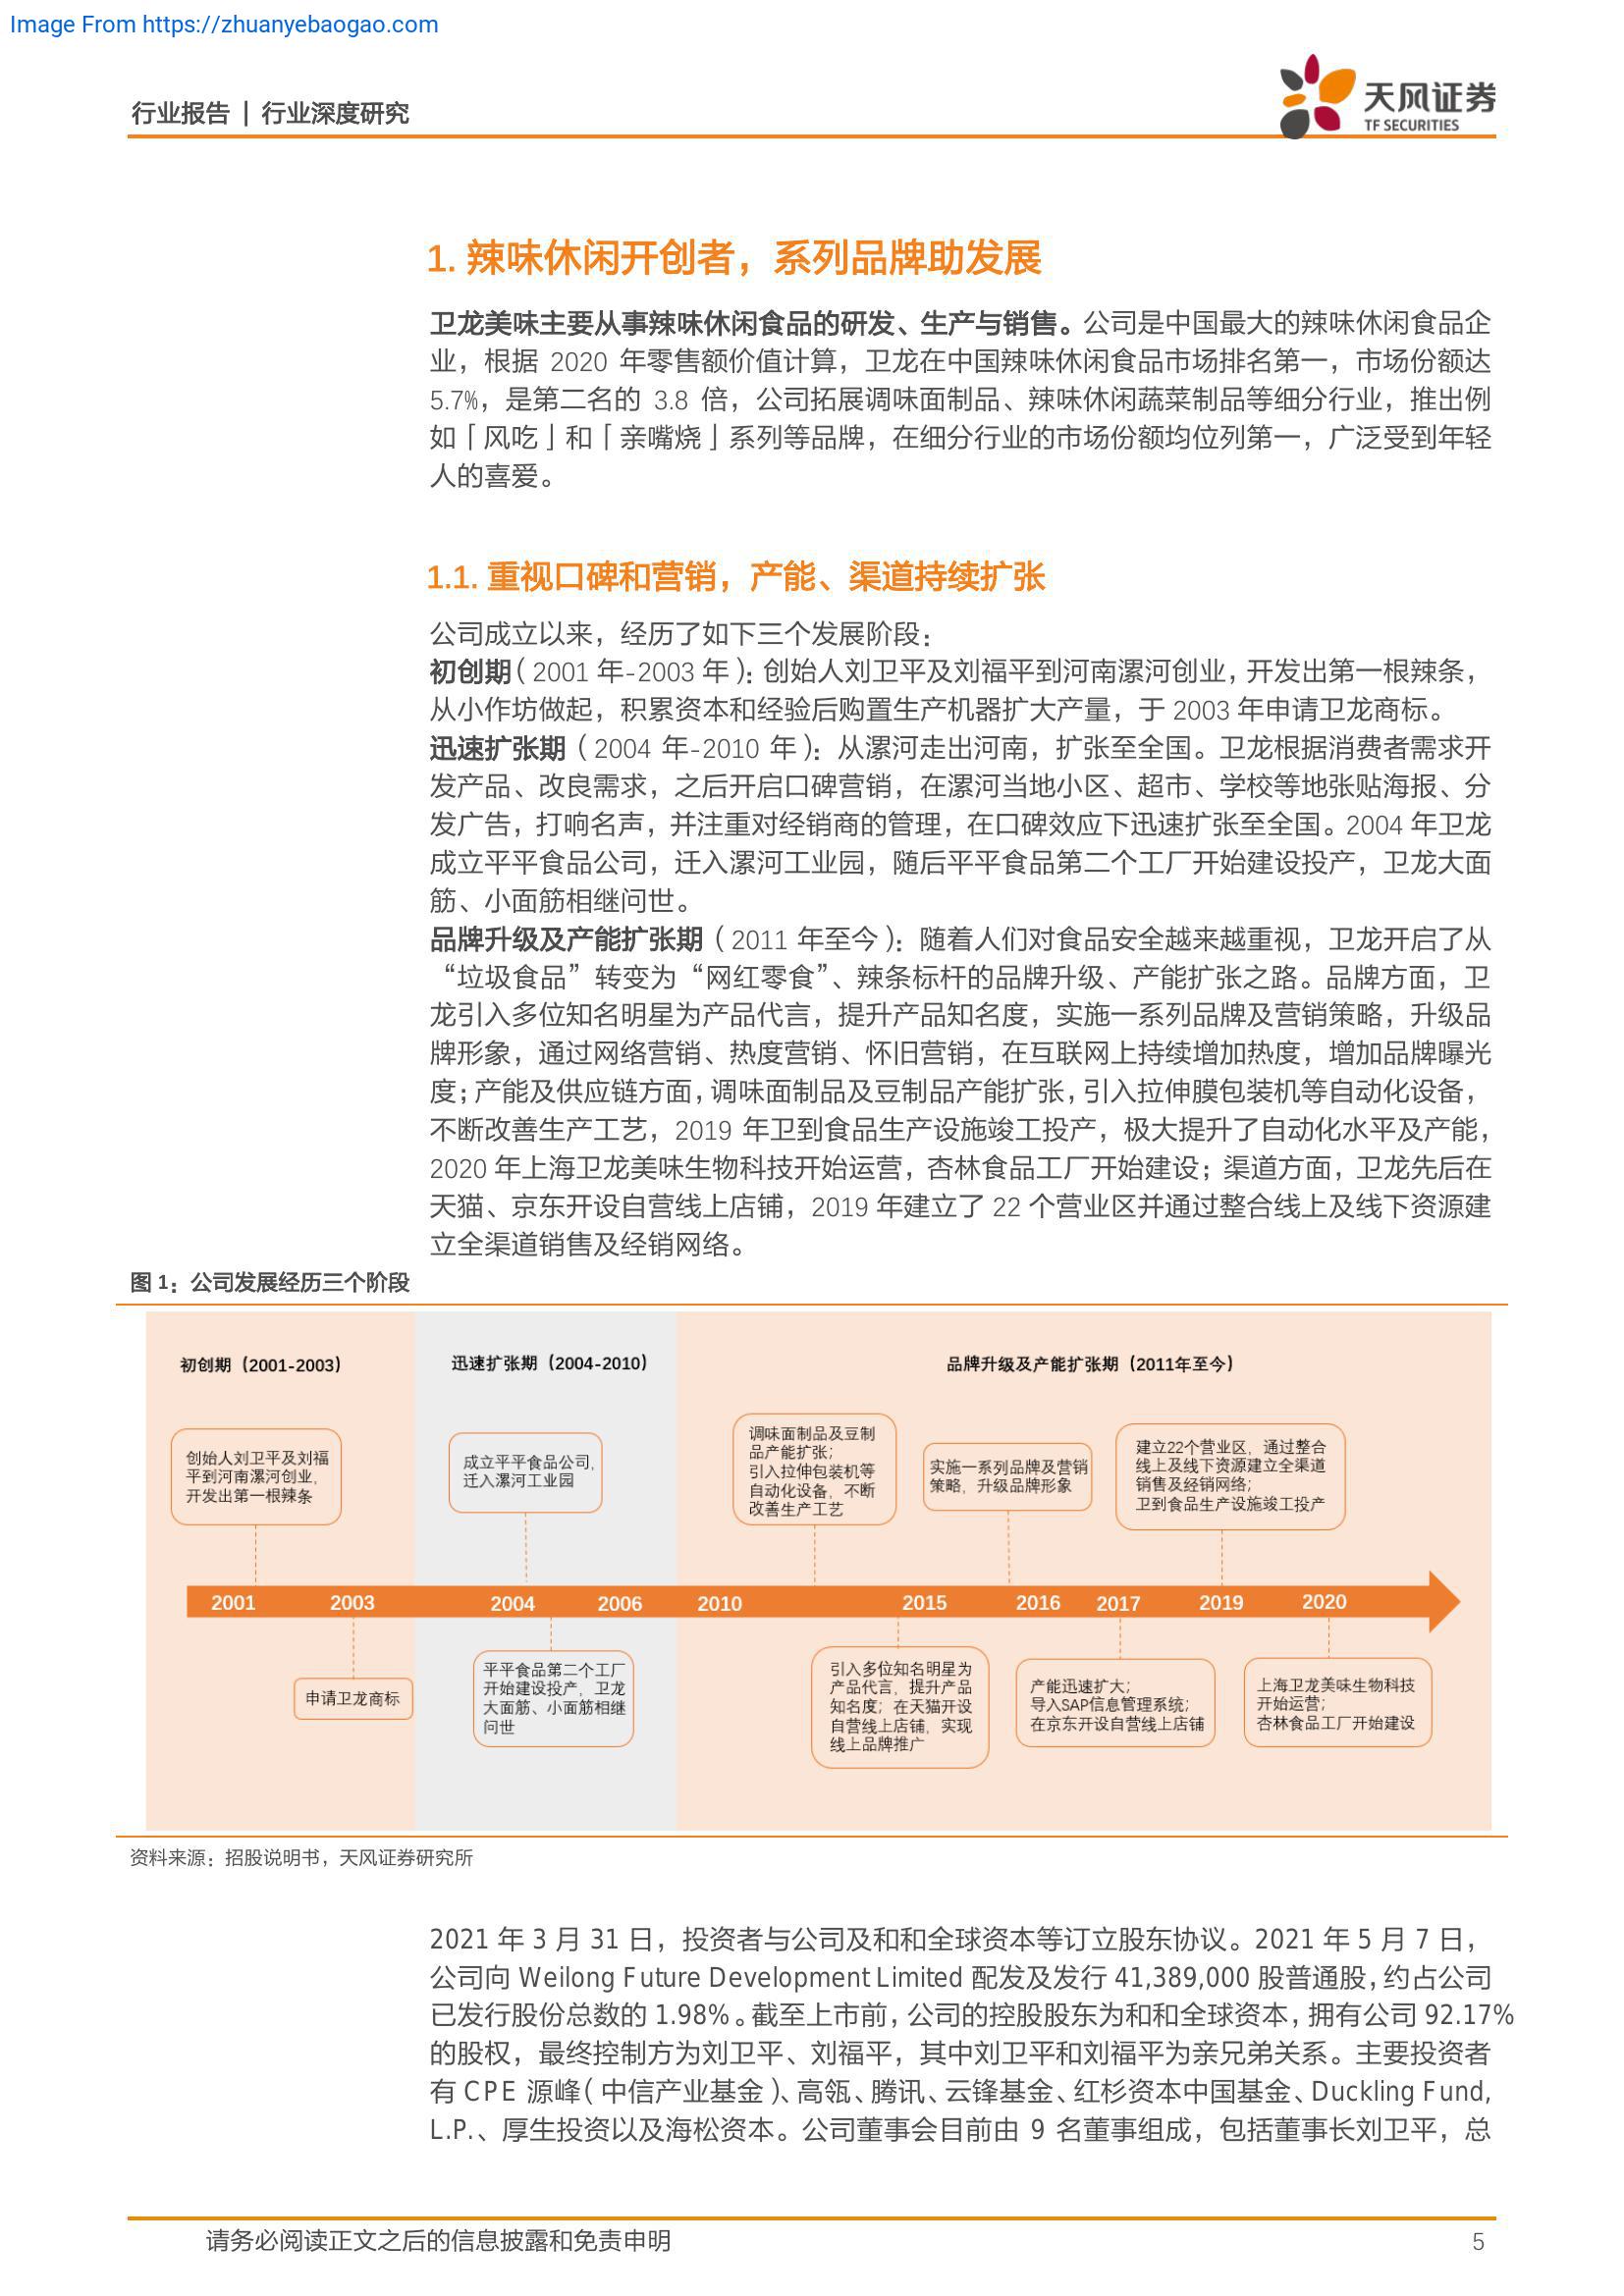 Image From https://zhuanyebaogao.com
行业报告 | 行业深度研究
天风证券
TF SECURITIES
1. 辣味休闲开创者，系列品牌助发展
卫龙美味主要从事辣味休闲食品的研发、生产与销售。公司是中国最大的辣味休闲食品企
业，根据 2020 年零售额价值计算，卫龙在中国辣味休闲食品市场排名第一，市场份额达
5.7%，是第二名的 3.8 倍，公司拓展调味面制品、辣味休闲蔬菜制品等细分行业，推出例
如「风吃」和「亲嘴烧」系列等品牌，在细分行业的市场份额均位列第一，广泛受到年轻
人的喜爱。
1.1. 重视口碑和营销，产能、渠道持续扩张
公司成立以来，经历了如下三个发展阶段：
初创期（2001 年-2003 年）：创始人刘卫平及刘福平到河南漯河创业，开发出第一根辣条，
从小作坊做起，积累资本和经验后购置生产机器扩大产量，于 2003 年申请卫龙商标。
迅速扩张期（2004 年-2010 年）：从漯河走出河南，扩张至全国。卫龙根据消费者需求开
发产品、改良需求，之后开启口碑营销，在漯河当地小区、超市、学校等地张贴海报、分
发广告，打响名声，并注重对经销商的管理，在口碑效应下迅速扩张至全国。2004 年卫龙
成立平平食品公司，迁入漯河工业园，随后平平食品第二个工厂开始建设投产，卫龙大面
筋、小面筋相继问世。
品牌升级及产能扩张期（2011 年至今）：随着人们对食品安全越来越重视，卫龙开启了从
“垃圾食品”转变为“网红零食”、辣条标杆的品牌升级、产能扩张之路。品牌方面，卫
龙引入多位知名明星为产品代言，提升产品知名度，实施一系列品牌及营销策略，升级品
牌形象，通过网络营销、热度营销、怀旧营销，在互联网上持续增加热度，增加品牌曝光
度；产能及供应链方面，调味面制品及豆制品产能扩张，引入拉伸膜包装机等自动化设备，
不断改善生产工艺，2019 年卫到食品生产设施竣工投产，极大提升了自动化水平及产能，
2020 年上海卫龙美味生物科技开始运营，杏林食品工厂开始建设；渠道方面，卫龙先后在
天猫、京东开设自营线上店铺，2019 年建立了 22 个营业区并通过整合线上及线下资源建
立全渠道销售及经销网络。
图 1：公司发展经历三个阶段
初创期（2001-2003）
迅速扩张期（2004-2010）
品牌升级及产能扩张期（2011年至今）
创始人刘卫平及刘福
平到河南漯河创业，
开发出第一根辣条
成立平平食品公司，
迁入漯河工业园
调味面制品及豆制
品产能扩张；
引入拉伸包装机等
自动化设备，不断
改善生产工艺
实施一系列品牌及营销
策略，升级品牌形象
建立22个营业区，通过整合
线上及线下资源建立全渠道
销售及经销网络；
卫到食品生产设施竣工投产
2001 2003 2004 2006 2010 2015 2016 2017 2019 2020
申请卫龙商标
平平食品第二个工厂
开始建设投产，卫龙
大面筋、小面筋相继
问世
引入多位知名明星为
产品代言，提升产品
知名度；在天猫开设
自营线上店铺，实现
线上品牌推广
产能迅速扩大；
导入SAP信息管理系统；
在京东开设自营线上店铺
上海卫龙美味生物科技
开始运营；
杏林食品工厂开始建设
资料来源：招股说明书，天风证券研究所
2021 年 3 月 31 日，投资者与公司及和和全球资本等订立股东协议。2021 年 5 月 7 日，
公司向 Weilong Future Development Limited 配发及发行 41,389,000 股普通股，约占公司
已发行股份总数的 1.98%。截至上市前，公司的控股股东为和和全球资本，拥有公司 92.17%
的股权，最终控制方为刘卫平、刘福平，其中刘卫平和刘福平为亲兄弟关系。主要投资者
有 CPE 源峰（中信产业基金）、高瓴、腾讯、云锋基金、红杉资本中国基金、Duckling Fund,
L.P.、厚生投资以及海松资本。公司董事会目前由 9 名董事组成，包括董事长刘卫平，总
请务必阅读正文之后的信息披露和免责申明
5